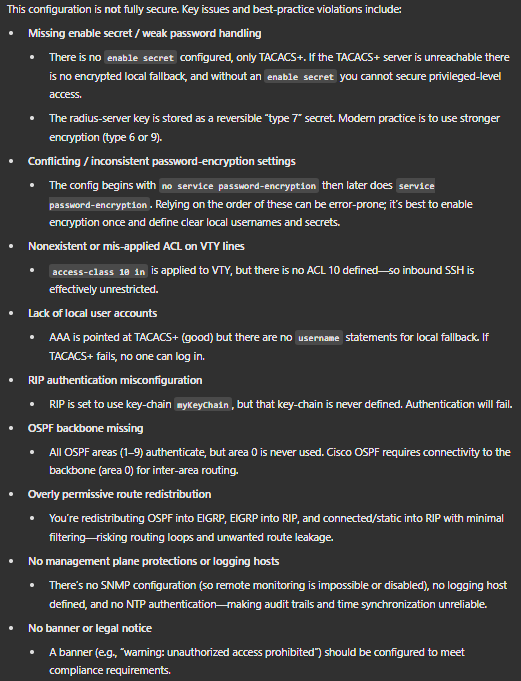 This configuration is not fully secure. Key issues and best-practice violations include:
Missing enable secret / weak password handling
There is no enable secret configured, only TACACS+. If the TACACS+ server is unreachable there
is no encrypted local fallback, and without an enable secret you cannot secure privileged-level
access.
The radius-server key is stored as a reversible "type 7" secret. Modern practice is to use stronger
encryption (type 6 or 9).
Conflicting / inconsistent password-encryption settings
The config begins with no service password-encryption then later does service
password-encryption. Relying on the order of these can be error-prone; it's best to enable
encryption once and define clear local usernames and secrets.
Nonexistent or mis-applied ACL on VTY lines
access-class 10 in is applied to VTY, but there is no ACL 10 defined—so inbound SSH is
effectively unrestricted.
Lack of local user accounts
AAA is pointed at TACACS+ (good) but there are no username statements for local fallback. If
TACACS+ fails, no one can log in.
RIP authentication misconfiguration
RIP is set to use key-chain myKeyChain, but that key-chain is never defined. Authentication will fail.
OSPF backbone missing
All OSPF areas (1–9) authenticate, but area 0 is never used. Cisco OSPF requires connectivity to the
backbone (area 0) for inter-area routing.
Overly permissive route redistribution
You're redistributing OSPF into EIGRP, EIGRP into RIP, and connected/static into RIP with minimal
filtering—risking routing loops and unwanted route leakage.
No management plane protections or logging hosts
There's no SNMP configuration (so remote monitoring is impossible or disabled), no logging host
defined, and no NTP authentication—making audit trails and time synchronization unreliable.
No banner or legal notice
A banner (e.g., "warning: unauthorized access prohibited") should be configured to meet
compliance requirements.